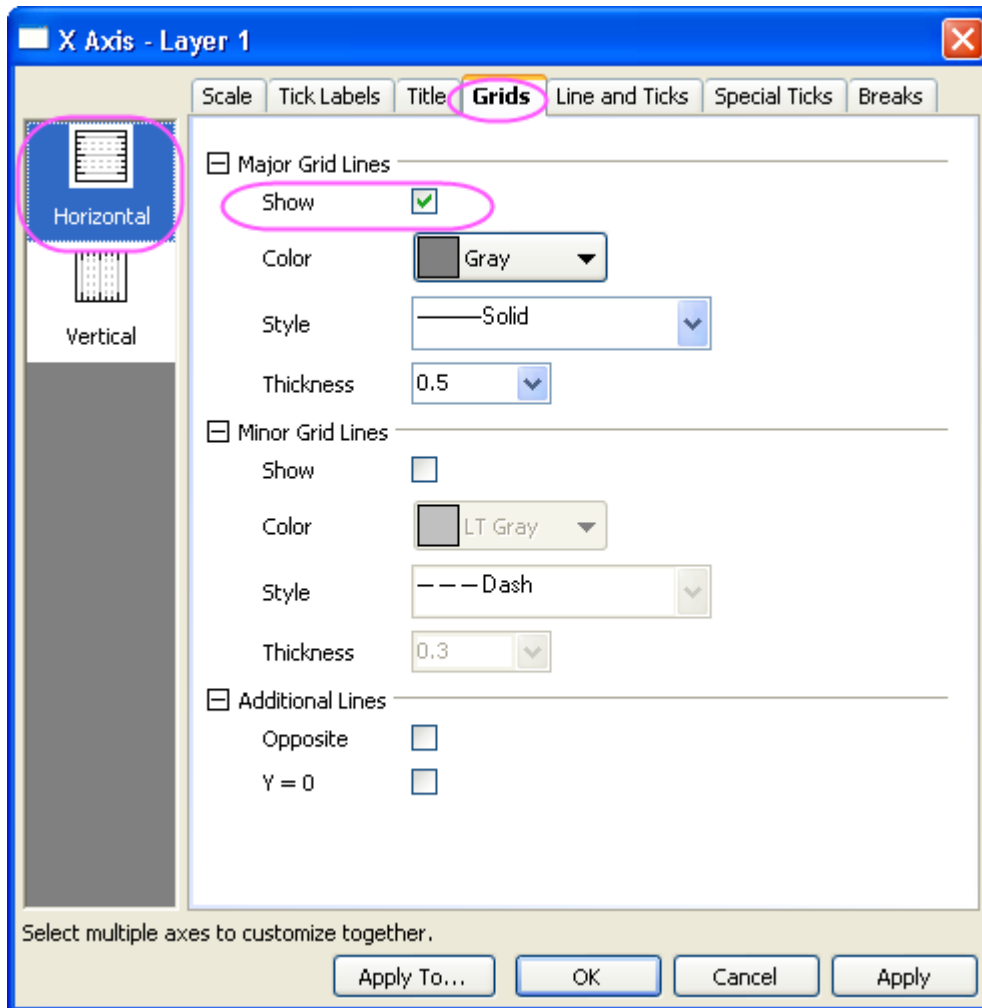 X Axis - Layer 1
Scale Tick Labels Title Grids Line and Ticks Special Ticks Breaks
Horizontal
Vertical
Major Grid Lines
Show
Color Gray
Style Solid
Thickness 0.5
Minor Grid Lines
Show
Color LT Gray
Style Dash
Thickness 0.3
Additional Lines
Opposite
Y = 0
Select multiple axes to customize together.
Apply To... OK Cancel Apply